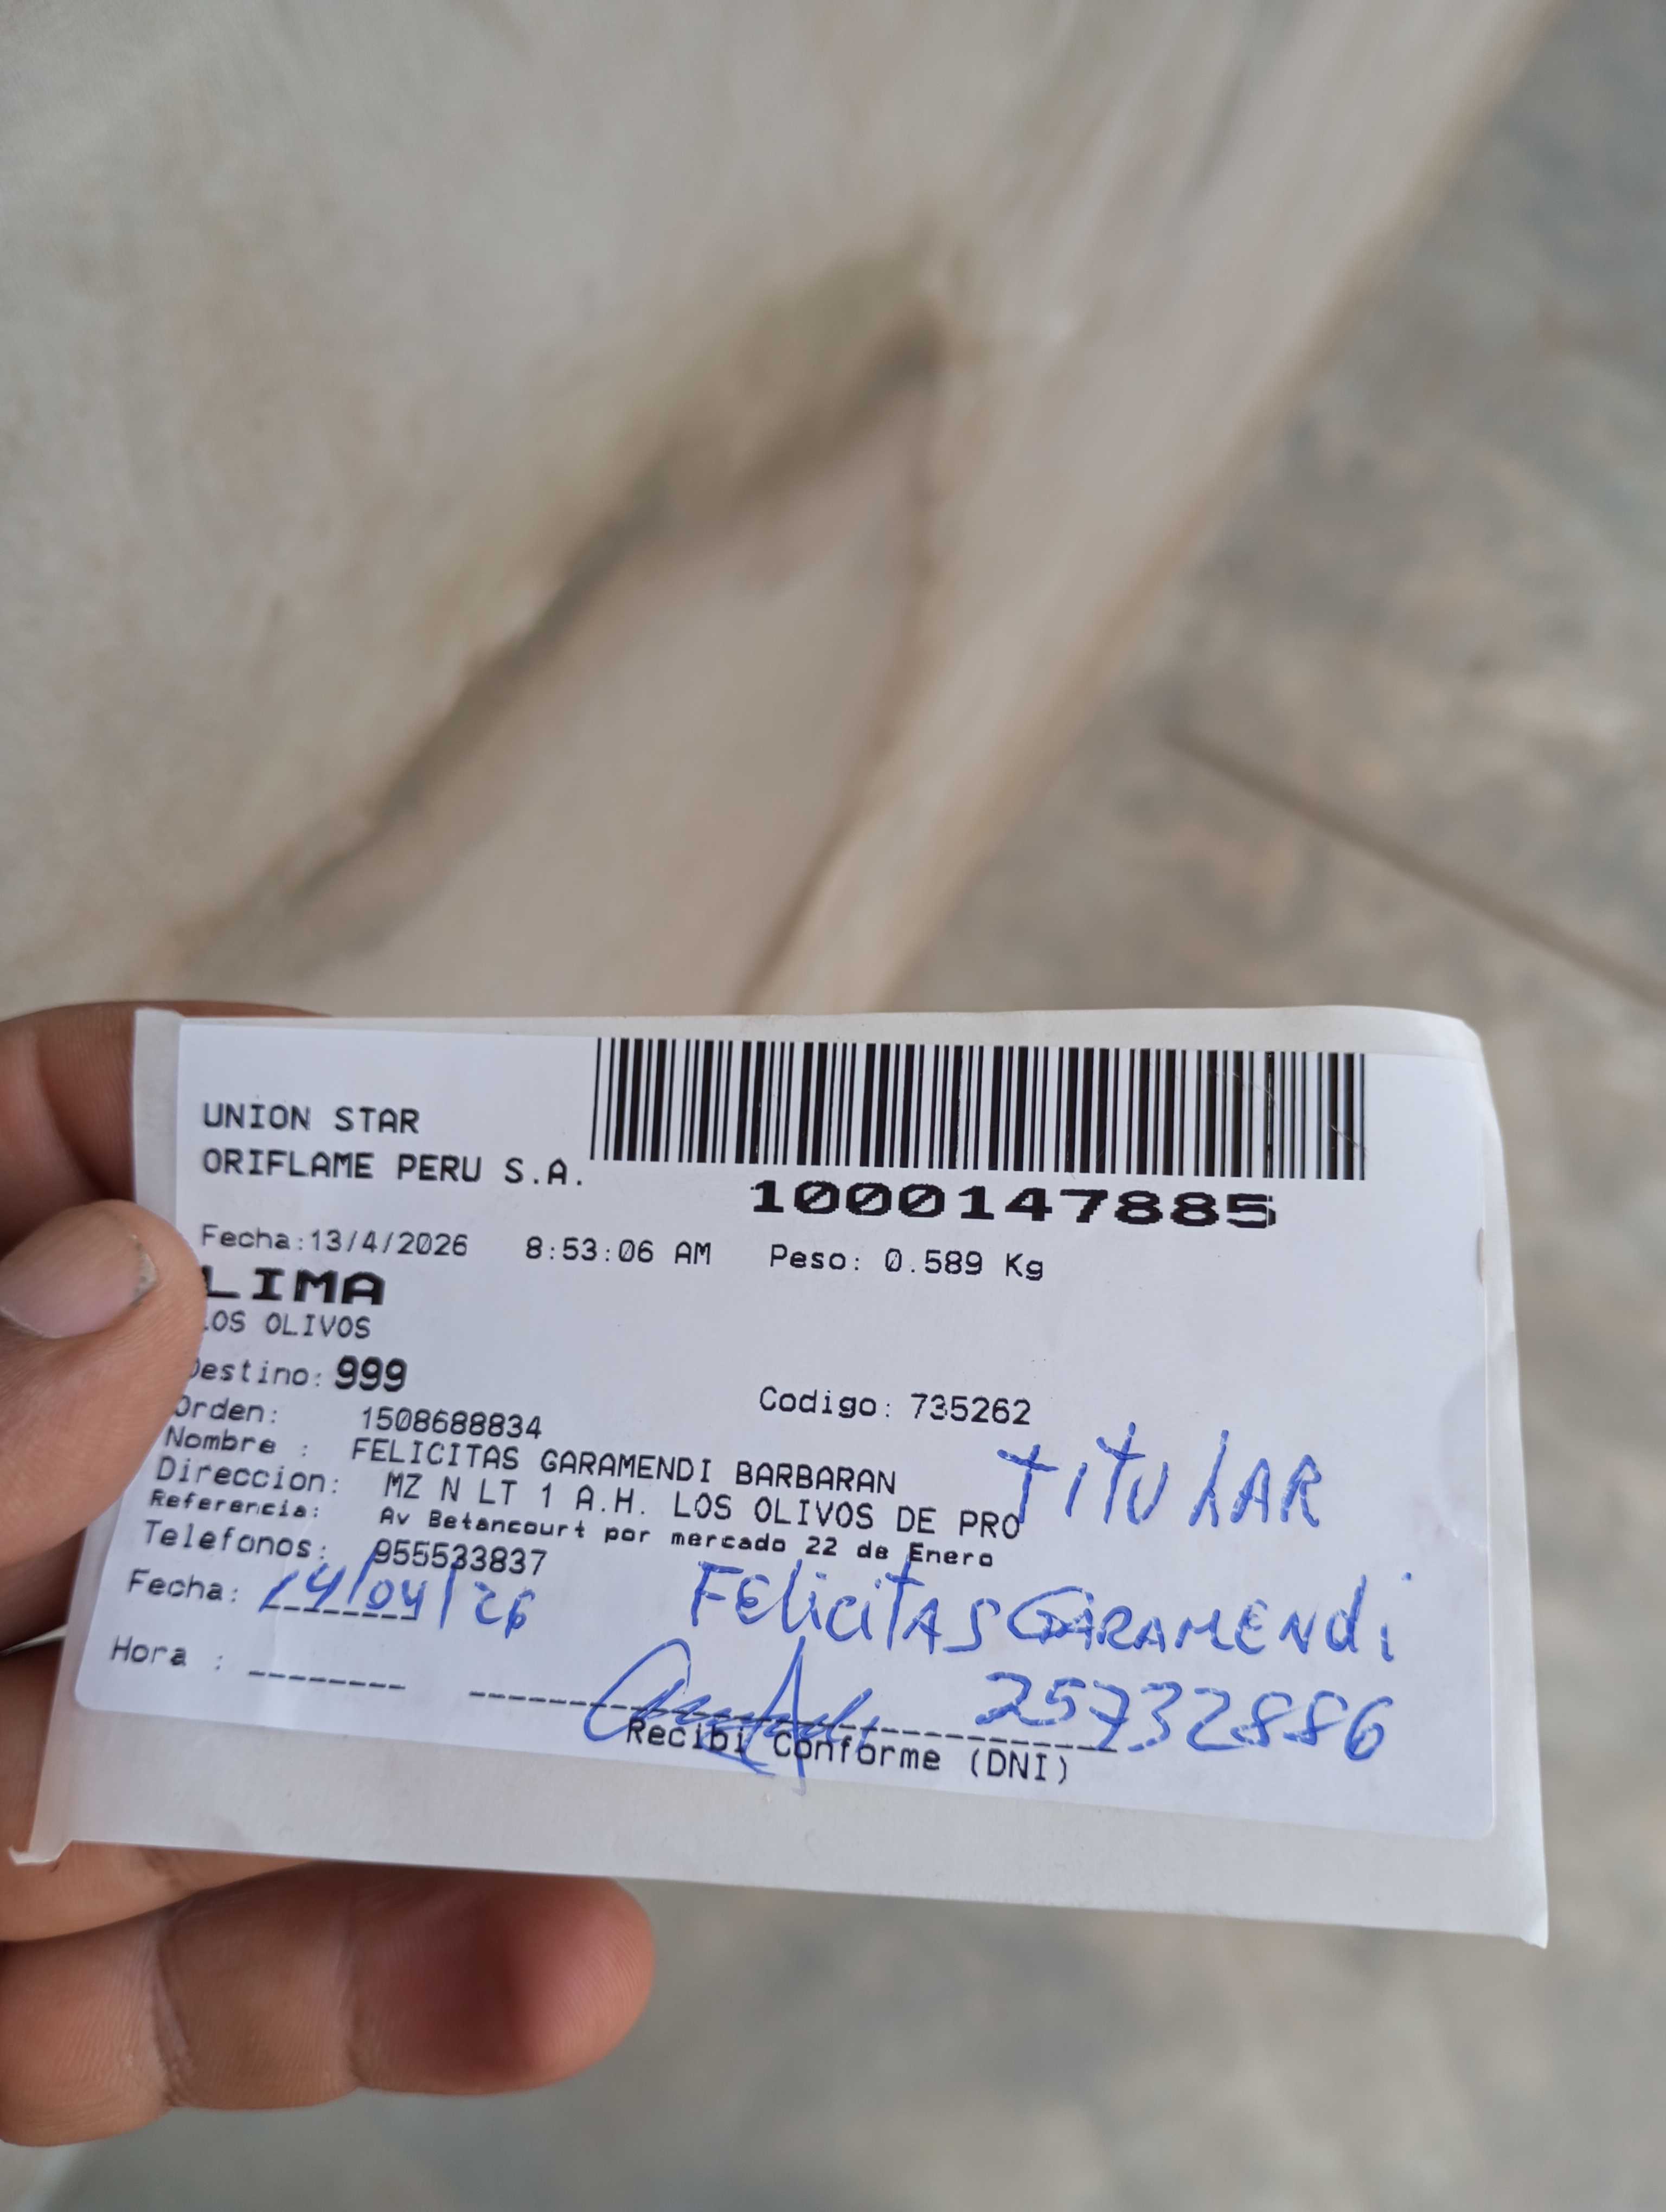 UNION STAR
ORIFLAME PERU S.A.
1000147885
Fecha:13/4/2026 8:53:06 AM Peso: 0.589 Kg
LIMA
LOS OLIVOS
Destino: 999
Codigo: 735262
Orden: 1508688834
Nombre : FELICITAS GARAMENDI BARBARAN
TITULAR
Direccion: MZ N LT 1 A.H. LOS OLIVOS DE PRO
Referencia: Av Betancourt por mercado 22 de Enero
Telefonos: 955533837
Fecha: 14/04/26
FELICITAS GARAMENDI
Hora : --------
25732886
Recibi Conforme (DNI)